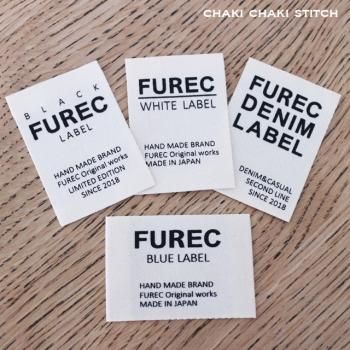 CHAKI CHAKI STITCH
BLACK
FUREC
LABEL
HAND MADE BRAND
FUREC Original works
LIMITED EDITION
SINCE 2018
FUREC
WHITE LABEL
HAND MADE BRAND
FUREC Original works
MADE IN JAPAN
FUREC
DENIM
LABEL
DENIM&CASUAL
SECOND LINE
SINCE 2018
FUREC
BLUE LABEL
HAND MADE BRAND
FUREC Original works
MADE IN JAPAN